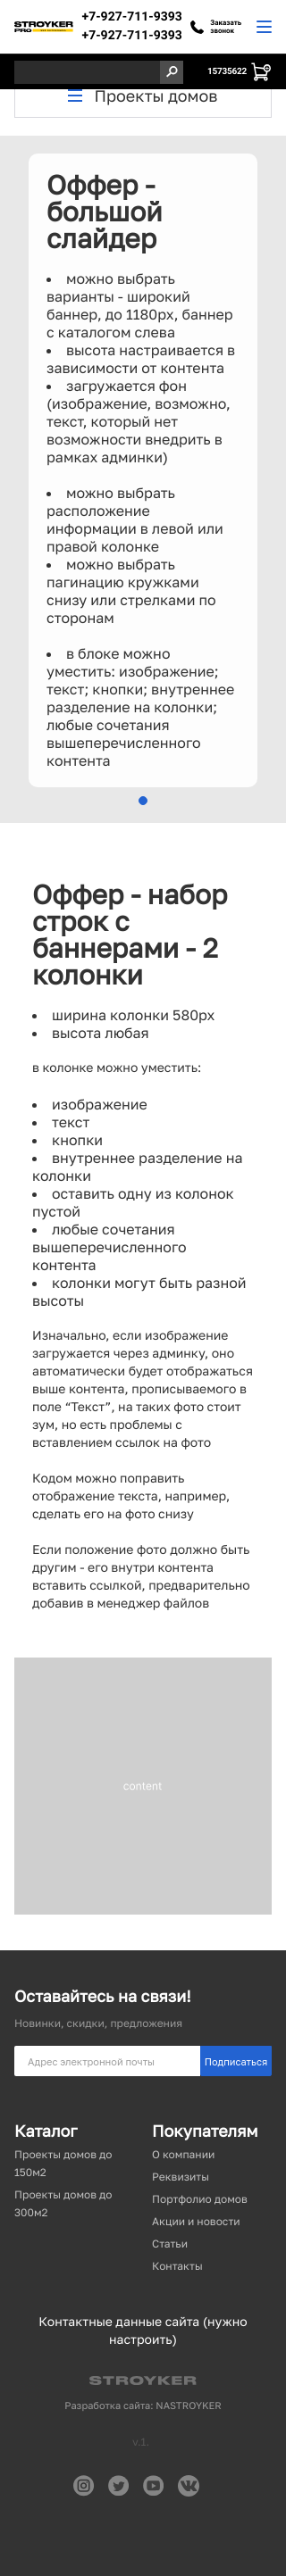 STROYKER
PRO
+7-927-711-9393
+7-927-711-9393
Заказать
звонок
15735622
Проекты домов
Оффер -
большой
слайдер
• можно выбрать
варианты - широкий
баннер, до 1180px, баннер
с каталогом слева
• высота настраивается в
зависимости от контента
• загружается фон
(изображение, возможно,
текст, который нет
возможности внедрить в
рамках админки)
• можно выбрать
расположение
информации в левой или
правой колонке
• можно выбрать
пагинацию кружками
снизу или стрелками по
сторонам
• в блоке можно
уместить: изображение;
текст; кнопки; внутреннее
разделение на колонки;
любые сочетания
вышеперечисленного
контента
Оффер - набор
строк с
баннерами - 2
колонки
• ширина колонки 580px
• высота любая
в колонке можно уместить:
• изображение
• текст
• кнопки
• внутреннее разделение на
колонки
• оставить одну из колонок
пустой
• любые сочетания
вышеперечисленного
контента
• колонки могут быть разной
высоты
Изначально, если изображение
загружается через админку, оно
автоматически будет отображаться
выше контента, прописываемого в
поле “Текст”, на таких фото стоит
зум, но есть проблемы с
вставлением ссылок на фото
Кодом можно поправить
отображение текста, например,
сделать его на фото снизу
Если положение фото должно быть
другим - его внутри контента
вставить ссылкой, предварительно
добавив в менеджер файлов
content
Оставайтесь на связи!
Новинки, скидки, предложения
Адрес электронной почты
Подписаться
Каталог
Проекты домов до
150м2
Проекты домов до
300м2
Покупателям
О компании
Реквизиты
Портфолио домов
Акции и новости
Статьи
Контакты
Контактные данные сайта (нужно
настроить)
STROYKER
Разработка сайта: NASTROYKER
v.1.